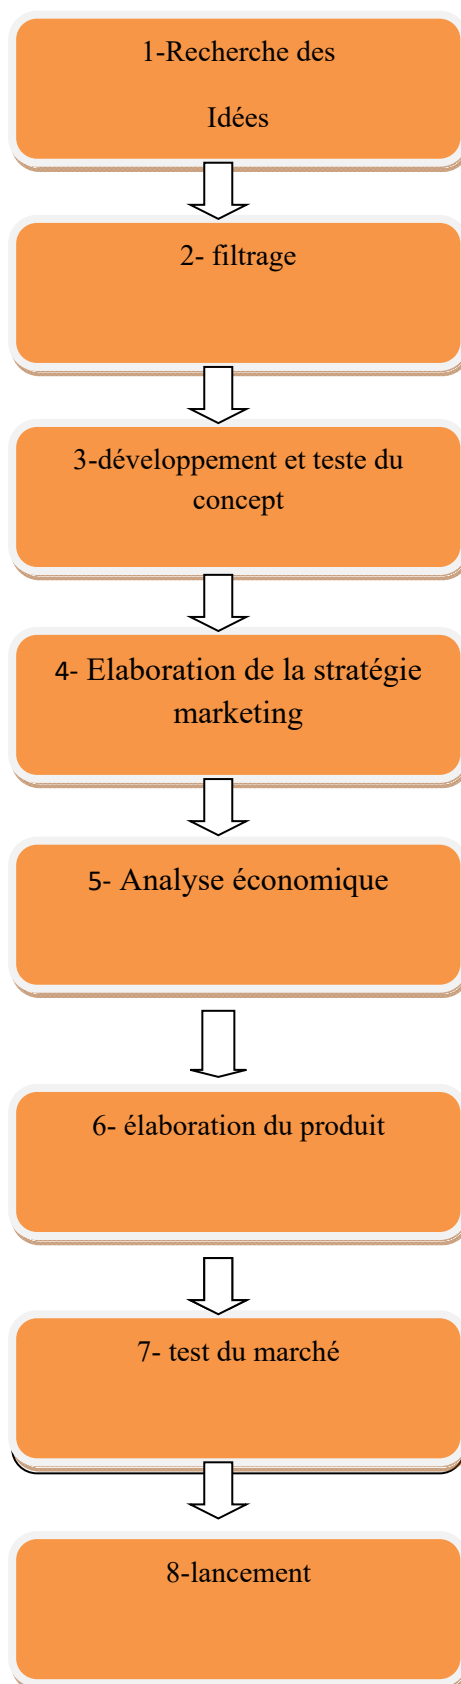 1-Recherche des
Idées
2- filtrage
3-développement et teste du
concept
4- Elaboration de la stratégie
marketing
5- Analyse économique
6- élaboration du produit
7- test du marché
8-lancement